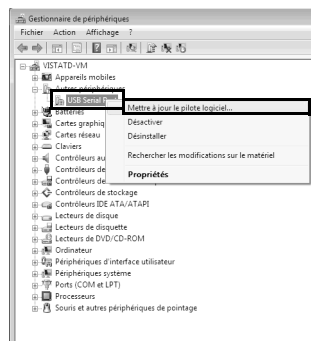 Gestionnaire de périphériques
Fichier Action Affichage ?
VISTATD-VM
Appareils mobiles
Autres périphériques
USB Serial
Mettre à jour le pilote logiciel...
Batteries
Désactiver
Cartes graphiq
Désinstaller
Cartes réseau
Claviers
Rechercher les modifications sur le matériel
Contrôleurs au
Contrôleurs de
Propriétés
Contrôleurs de
Contrôleurs de stockage
Contrôleurs IDE ATA/ATAPI
Lecteurs de disque
Lecteurs de disquette
Lecteurs de DVD/CD-ROM
Ordinateur
Périphériques d'interface utilisateur
Périphériques système
Ports (COM et LPT)
Processeurs
Souris et autres périphériques de pointage